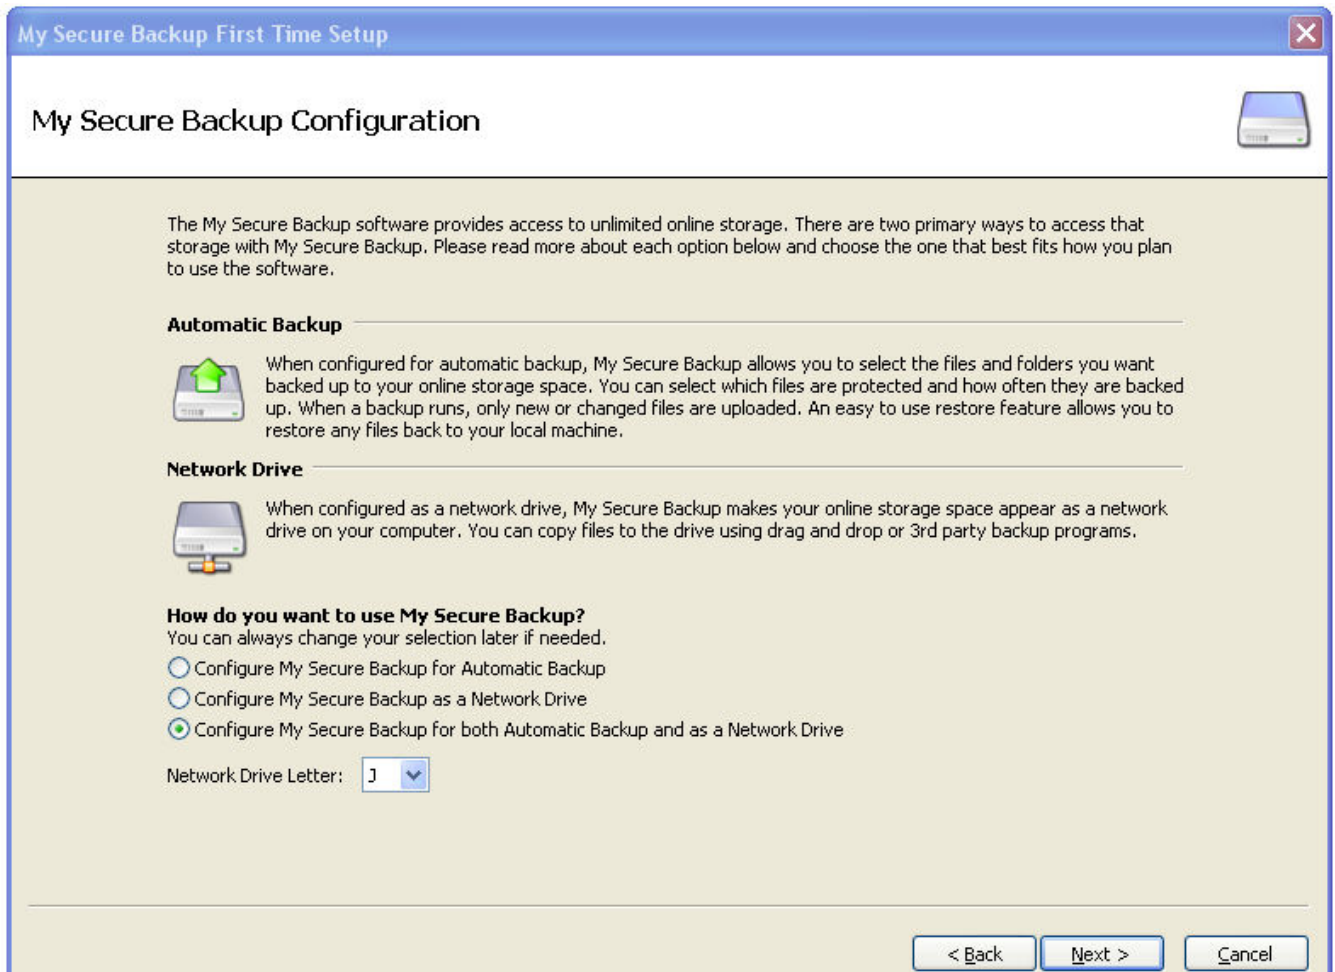 My Secure Backup First Time Setup
My Secure Backup Configuration
The My Secure Backup software provides access to unlimited online storage. There are two primary ways to access that
storage with My Secure Backup. Please read more about each option below and choose the one that best fits how you plan
to use the software.
Automatic Backup
When configured for automatic backup, My Secure Backup allows you to select the files and folders you want
backed up to your online storage space. You can select which files are protected and how often they are backed
up. When a backup runs, only new or changed files are uploaded. An easy to use restore feature allows you to
restore any files back to your local machine.
Network Drive
When configured as a network drive, My Secure Backup makes your online storage space appear as a network
drive on your computer. You can copy files to the drive using drag and drop or 3rd party backup programs.
How do you want to use My Secure Backup?
You can always change your selection later if needed.
Configure My Secure Backup for Automatic Backup
Configure My Secure Backup as a Network Drive
Configure My Secure Backup for both Automatic Backup and as a Network Drive
Network Drive Letter: J
< Back Next > Cancel